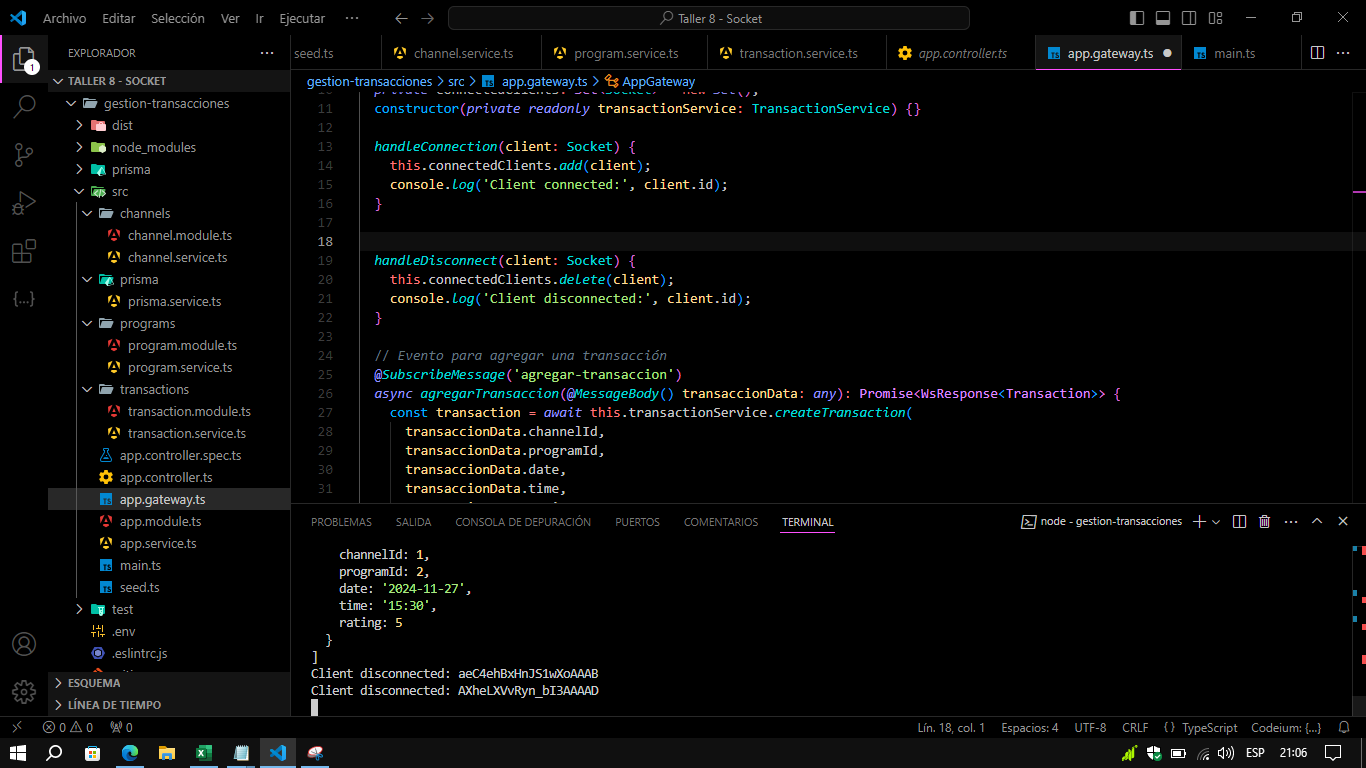 Archivo Editar Selección Ver Ir Ejecutar ··· Taller 8 - Socket
EXPLORADOR ···
seed.ts channel.service.ts program.service.ts transaction.service.ts app.controller.ts app.gateway.ts main.ts ···
TALLER 8 - SOCKET
gestion-transacciones
dist
node_modules
prisma
src
channels
channel.module.ts
channel.service.ts
prisma
prisma.service.ts
programs
program.module.ts
program.service.ts
transactions
transaction.module.ts
transaction.service.ts
app.controller.spec.ts
app.controller.ts
app.gateway.ts
app.module.ts
app.service.ts
main.ts
seed.ts
test
.env
.eslintrc.js
ESQUEMA
LÍNEA DE TIEMPO
gestion-transacciones > src > app.gateway.ts > AppGateway
11 constructor(private readonly transactionService: TransactionService) {}
12
13 handleConnection(client: Socket) {
14 this.connectedClients.add(client);
15 console.log('Client connected:', client.id);
16 }
17
18
19 handleDisconnect(client: Socket) {
20 this.connectedClients.delete(client);
21 console.log('Client disconnected:', client.id);
22 }
23
24 // Evento para agregar una transacción
25 @SubscribeMessage('agregar-transaccion')
26 async agregarTransaccion(@MessageBody() transaccionData: any): Promise<WsResponse<Transaction>> {
27 const transaction = await this.transactionService.createTransaction(
28 transaccionData.channelId,
29 transaccionData.programId,
30 transaccionData.date,
31 transaccionData.time,
PROBLEMAS SALIDA CONSOLA DE DEPURACIÓN PUERTOS COMENTARIOS TERMINAL node - gestion-transacciones
channelId: 1,
programId: 2,
date: '2024-11-27',
time: '15:30',
rating: 5
}
]
Client disconnected: aeC4ehBxHnJS1wXoAAAB
Client disconnected: AXheLXVvRyn_bI3AAAAD
0 0 0 Lín. 18, col. 1 Espacios: 4 UTF-8 CRLF { } TypeScript Codeium: {...}
ESP 21:06